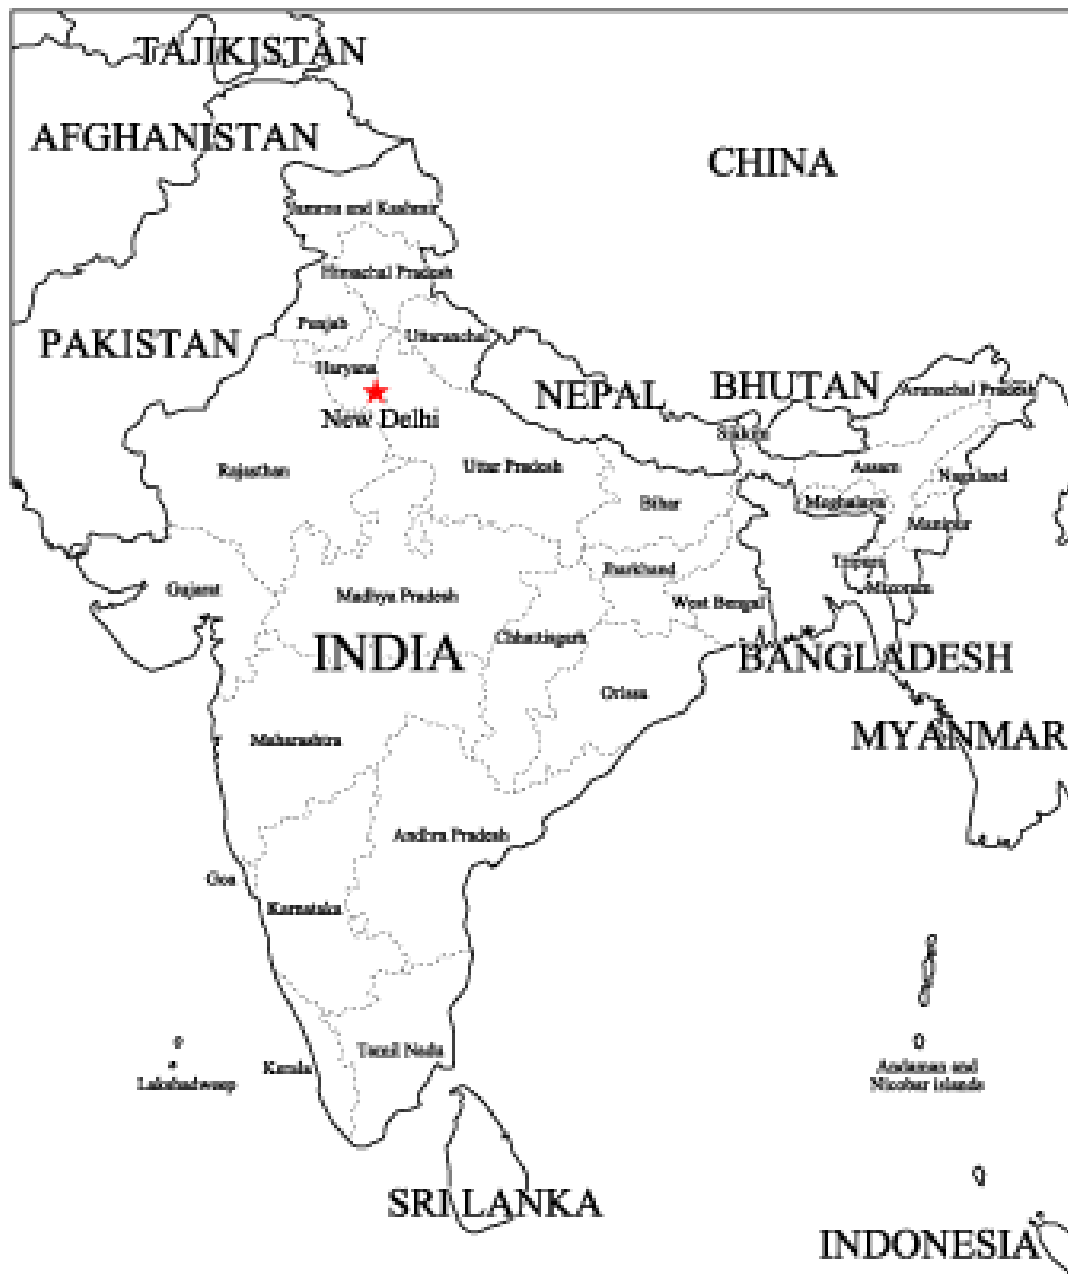 TAJIKISTAN
AFGHANISTAN
CHINA
Jammu and Kashmir
Himachal Pradesh
Punjab
Uttaranchal
PAKISTAN
Haryana
NEPAL
BHUTAN
Arunachal Pradesh
New Delhi
Sikkim
Rajasthan
Uttar Pradesh
Assam
Nagaland
Bihar
Meghalaya
Manipur
Tripura
Jharkhand
Gujarat
Madhya Pradesh
Mizoram
West Bengal
Chhattisgarh
INDIA
BANGLADESH
Orissa
Maharashtra
MYANMAR
Andhra Pradesh
Goa
Karnataka
Tamil Nadu
Kerala
Lakshadweep
Andaman and
Nicobar islands
SRI LANKA
INDONESIA